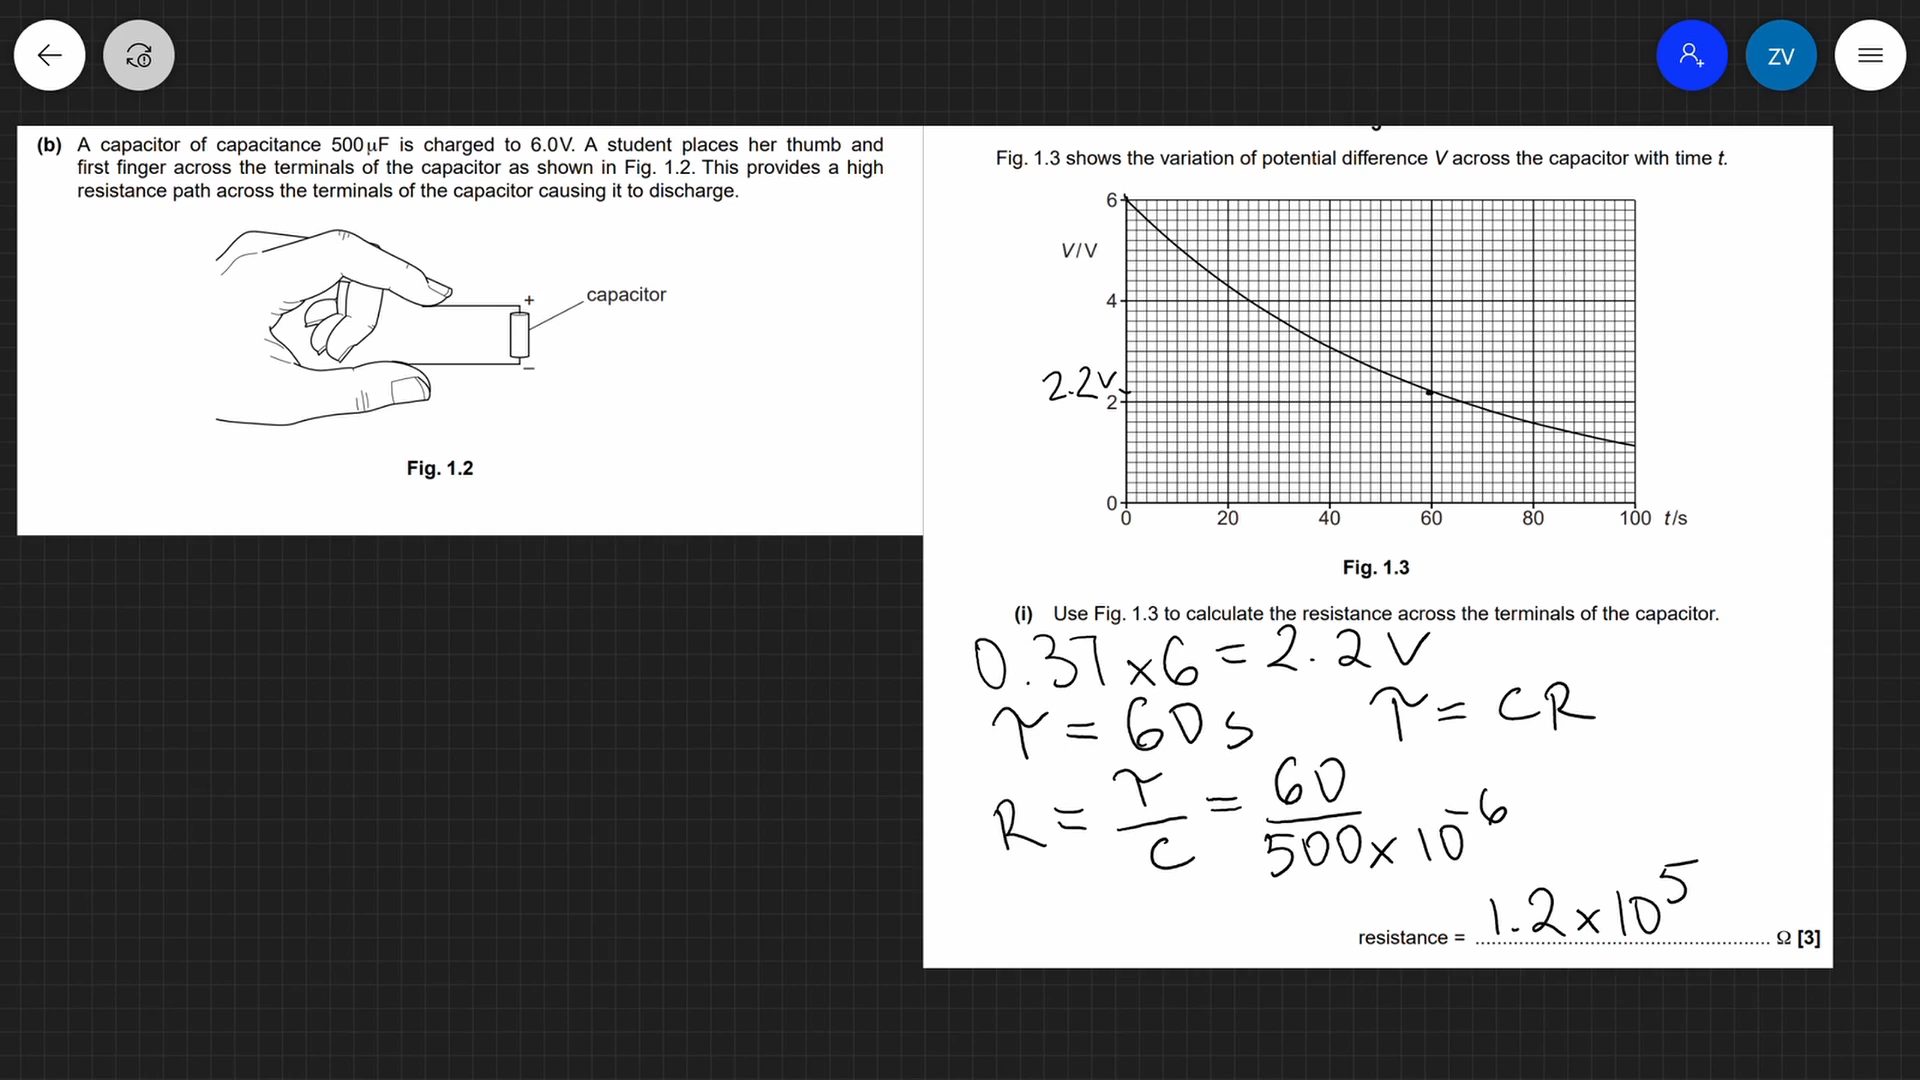 ZV
(b) A capacitor of capacitance 500 μF is charged to 6.0V. A student places her thumb and
first finger across the terminals of the capacitor as shown in Fig. 1.2. This provides a high
resistance path across the terminals of the capacitor causing it to discharge.
+
capacitor
–
Fig. 1.2
Fig. 1.3 shows the variation of potential difference V across the capacitor with time t.
6
V/V
4
2.2V
2
0
0 20 40 60 80 100 t/s
Fig. 1.3
(i) Use Fig. 1.3 to calculate the resistance across the terminals of the capacitor.
0.37 × 6 = 2.2 V
τ = 60 s τ = CR
R = τ/C = 60/500 × 10⁻⁶
1.2 × 10⁵
resistance = ................................................ Ω [3]